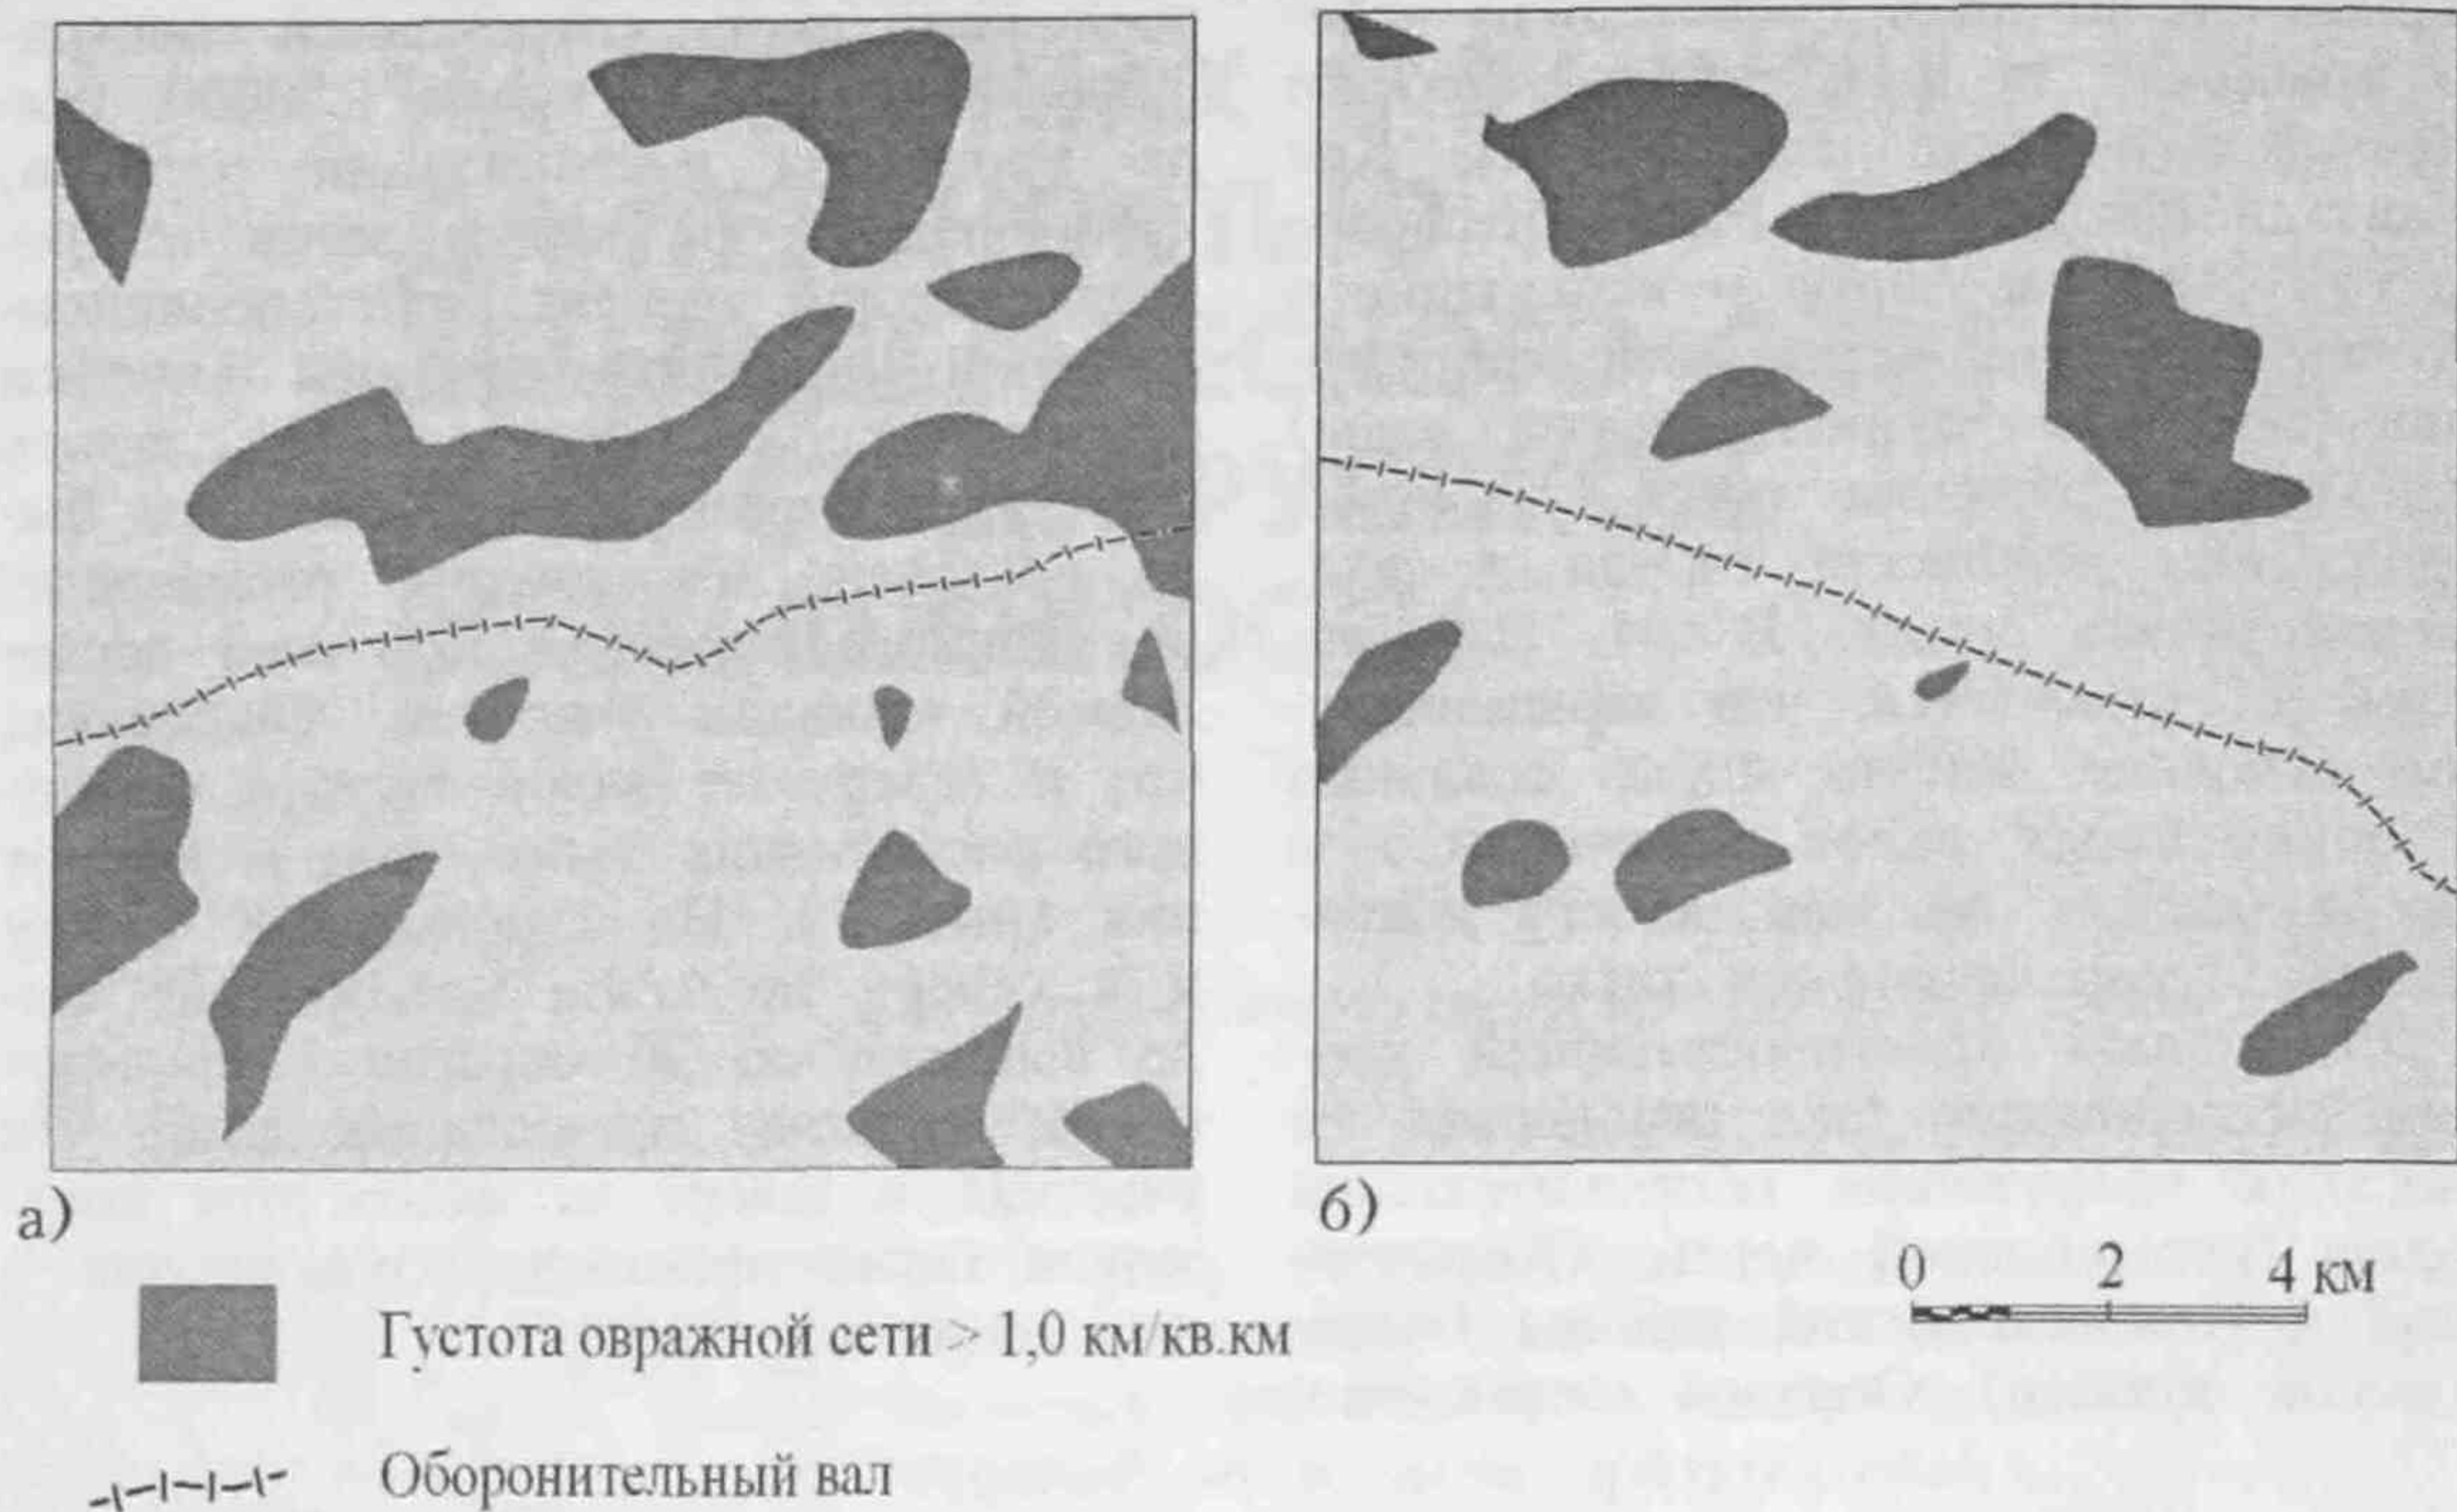 а)
б)
0 2 4 км
Густота овражной сети > 1,0 км/кв.км
Оборонительный вал